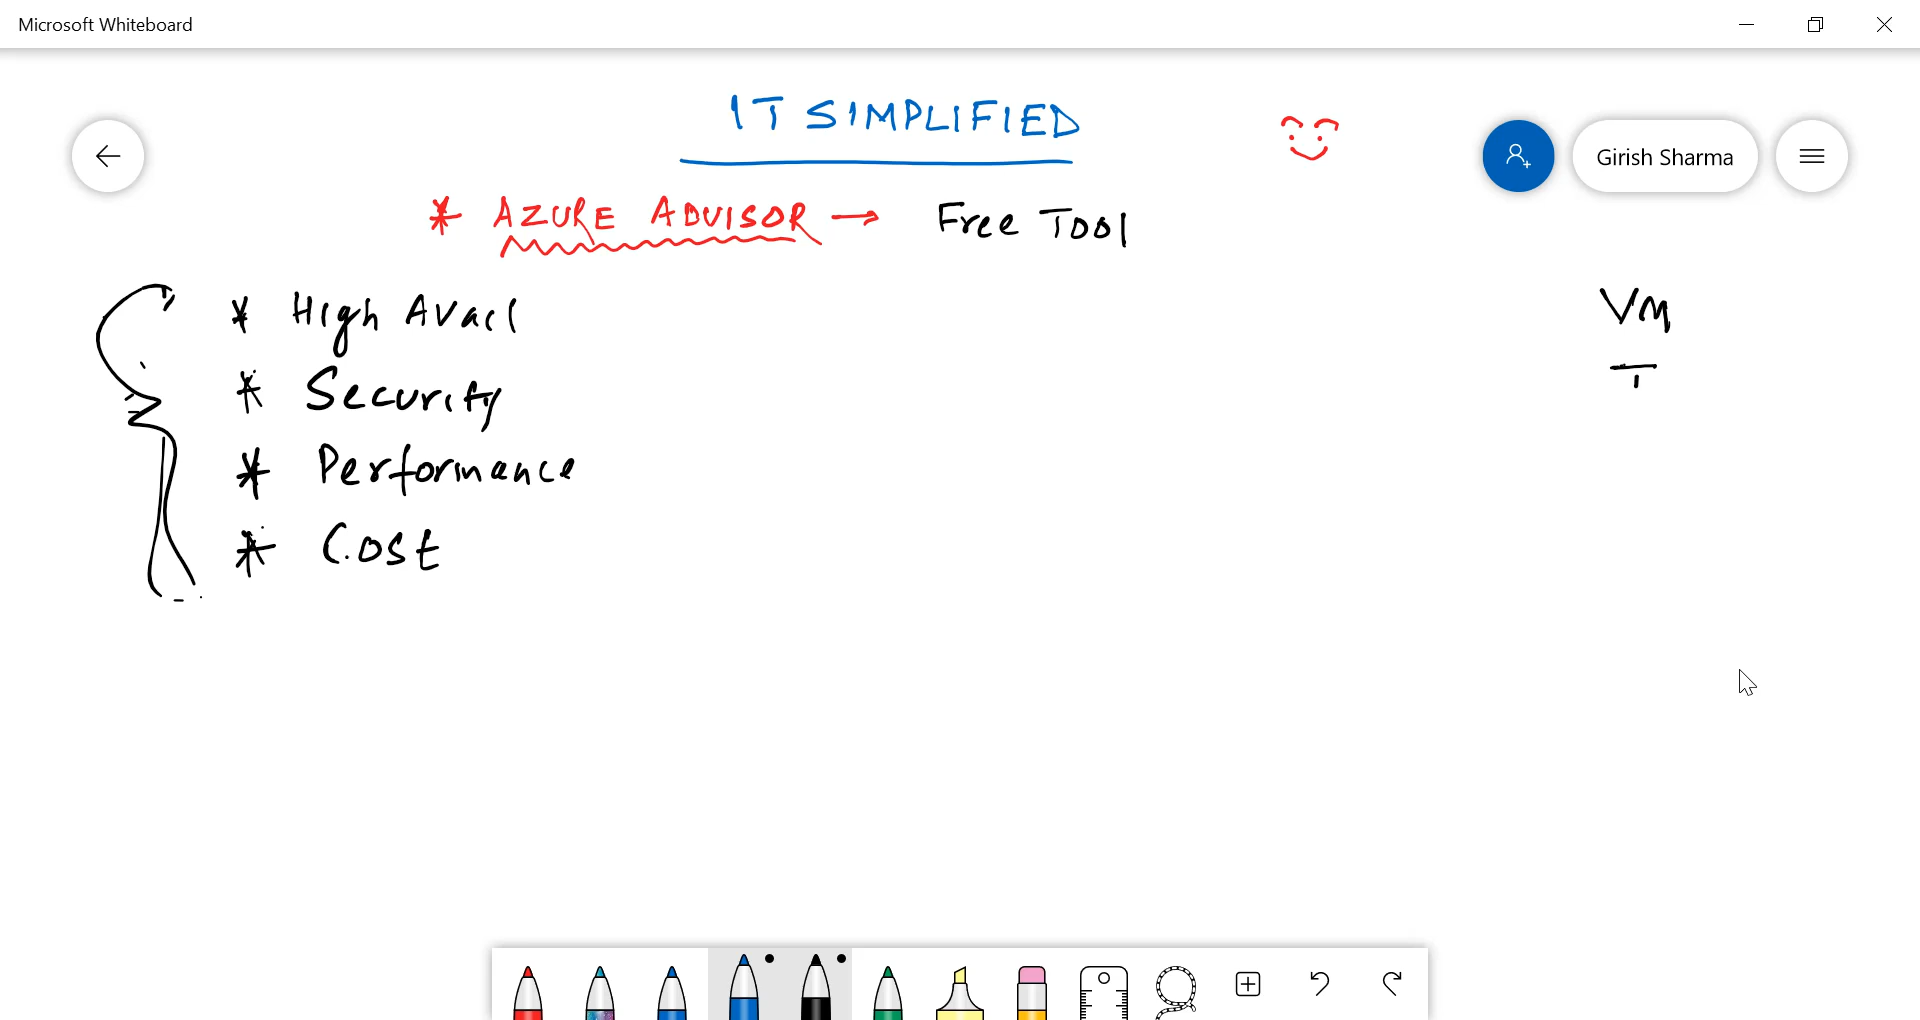 Microsoft Whiteboard
IT SIMPLIFIED
Girish Sharma
* AZURE ADVISOR → Free Tool
* High Avail
VM
* Security
* Performance
* Cost